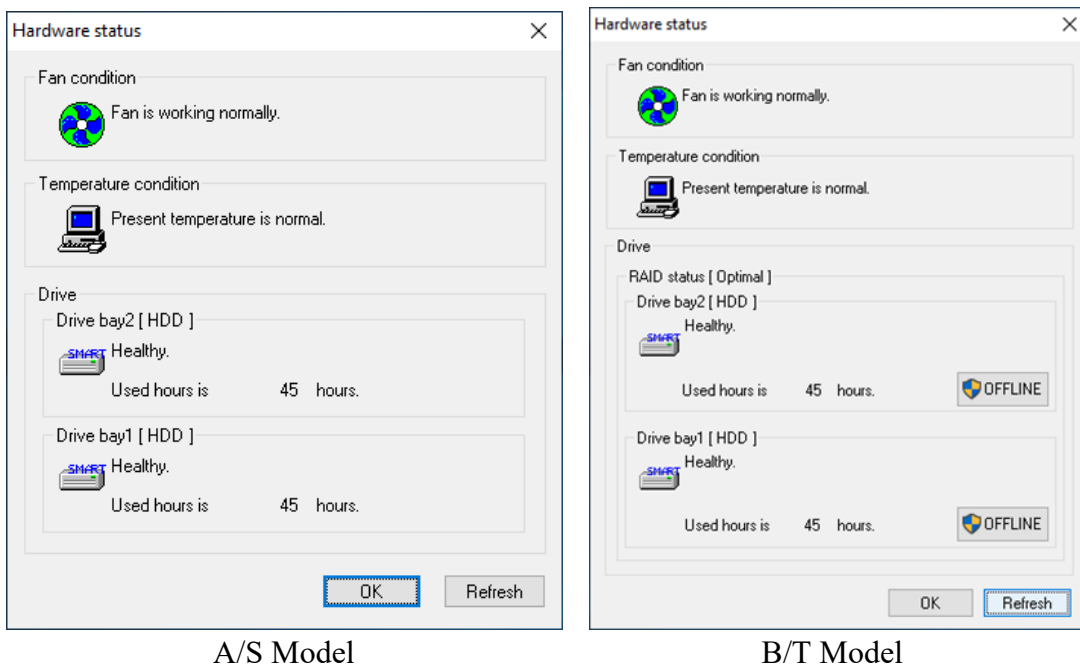 Hardware status
Fan condition
Fan is working normally.
Temperature condition
Present temperature is normal.
Drive
Drive bay2 [ HDD ]
SMART
Healthy.
Used hours is 45 hours.
Drive bay1 [ HDD ]
SMART
Healthy.
Used hours is 45 hours.
OK Refresh
A/S Model
Hardware status
Fan condition
Fan is working normally.
Temperature condition
Present temperature is normal.
Drive
RAID status [ Optimal ]
Drive bay2 [ HDD ]
SMART
Healthy.
Used hours is 45 hours. OFFLINE
Drive bay1 [ HDD ]
SMART
Healthy.
Used hours is 45 hours. OFFLINE
OK Refresh
B/T Model